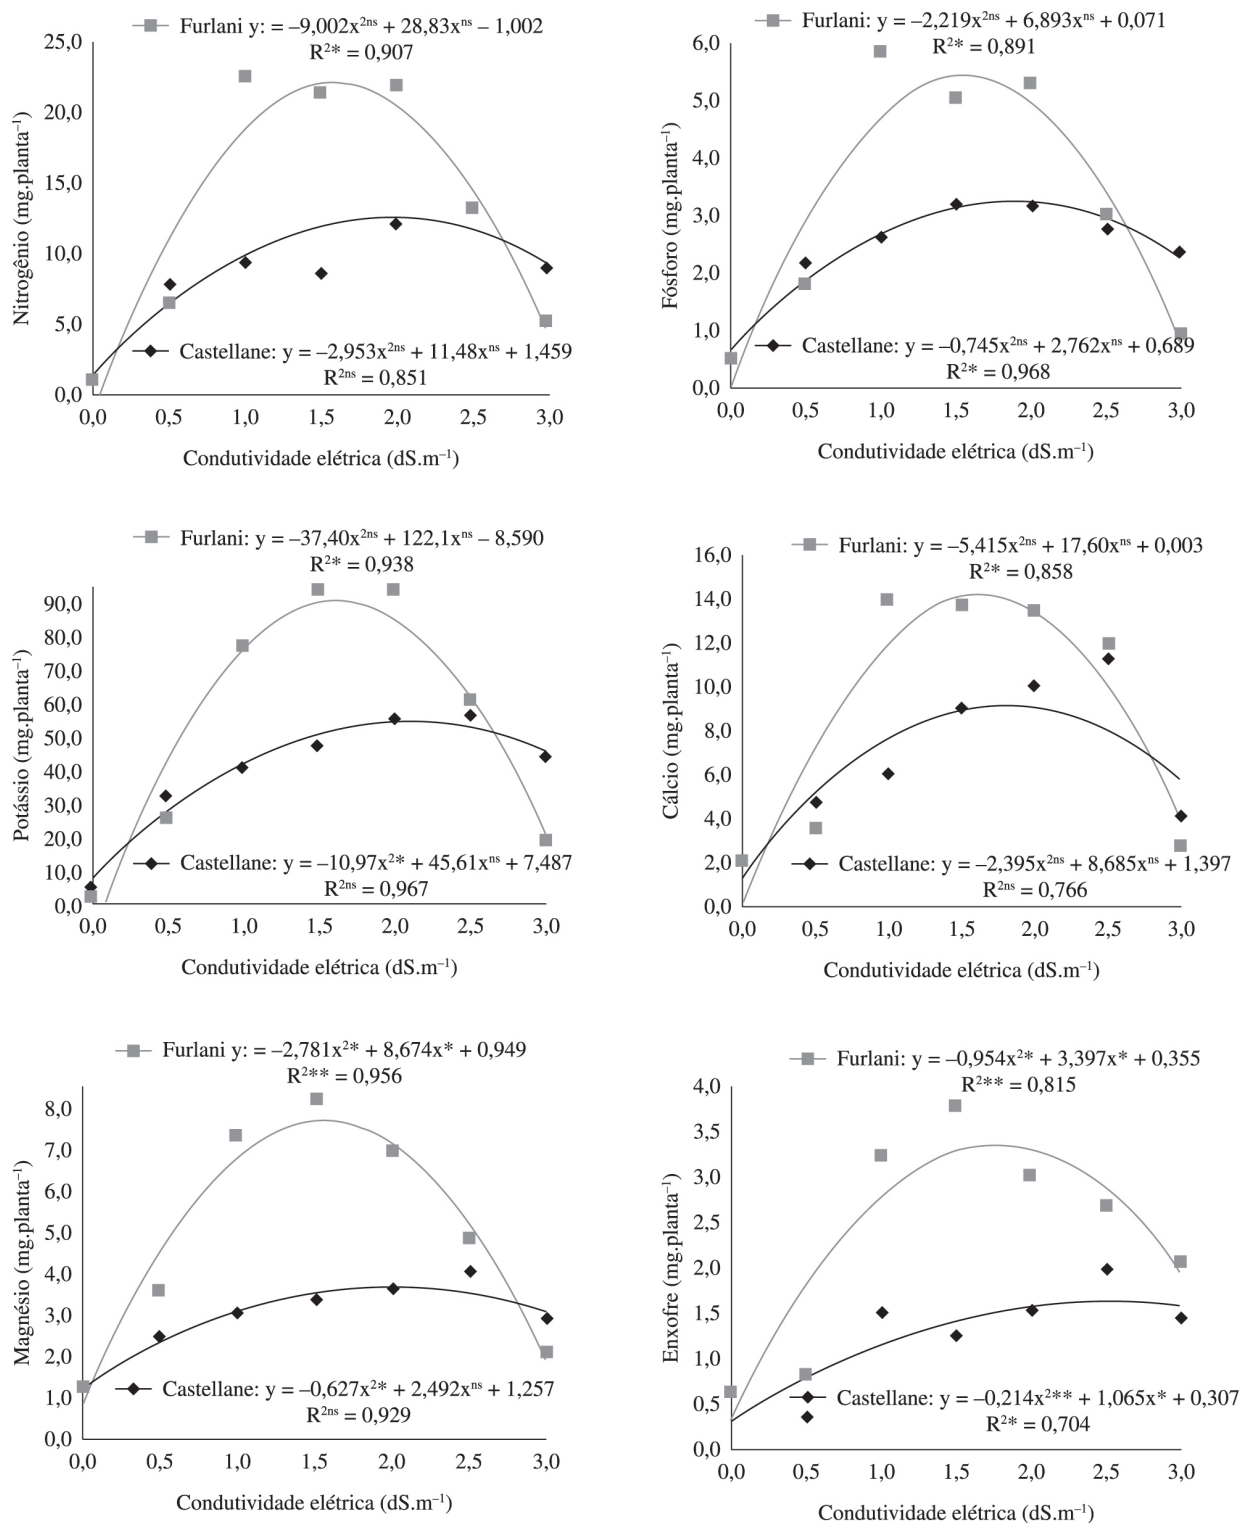 Furlani y: = –9,002x²ⁿˢ + 28,83xⁿˢ – 1,002
R²* = 0,907
25,0
20,0
15,0
10,0
5,0
0,0
Nitrogênio (mg.planta⁻¹)
Castellane: y = –2,953x²ⁿˢ + 11,48xⁿˢ + 1,459
R²ⁿˢ = 0,851
0,0 0,5 1,0 1,5 2,0 2,5 3,0
Condutividade elétrica (dS.m⁻¹)
Furlani: y = –2,219x²ⁿˢ + 6,893xⁿˢ + 0,071
R²* = 0,891
6,0
5,0
4,0
3,0
2,0
1,0
0,0
Fósforo (mg.planta⁻¹)
Castellane: y = –0,745x²ⁿˢ + 2,762xⁿˢ + 0,689
R²* = 0,968
0,0 0,5 1,0 1,5 2,0 2,5 3,0
Condutividade elétrica (dS.m⁻¹)
Furlani: y = –37,40x²ⁿˢ + 122,1xⁿˢ – 8,590
R²* = 0,938
90,0
80,0
70,0
60,0
50,0
40,0
30,0
20,0
10,0
0,0
Potássio (mg.planta⁻¹)
Castellane: y = –10,97x²* + 45,61xⁿˢ + 7,487
R²ⁿˢ = 0,967
0,0 0,5 1,0 1,5 2,0 2,5 3,0
Condutividade elétrica (dS.m⁻¹)
Furlani: y = –5,415x²ⁿˢ + 17,60xⁿˢ + 0,003
R²* = 0,858
16,0
14,0
12,0
10,0
8,0
6,0
4,0
2,0
0,0
Cálcio (mg.planta⁻¹)
Castellane: y = –2,395x²ⁿˢ + 8,685xⁿˢ + 1,397
R²ⁿˢ = 0,766
0,0 0,5 1,0 1,5 2,0 2,5 3,0
Condutividade elétrica (dS.m⁻¹)
Furlani y: = –2,781x²* + 8,674x* + 0,949
R²** = 0,956
8,0
7,0
6,0
5,0
4,0
3,0
2,0
1,0
0,0
Magnésio (mg.planta⁻¹)
Castellane: y = –0,627x²* + 2,492xⁿˢ + 1,257
R²ⁿˢ = 0,929
0,0 0,5 1,0 1,5 2,0 2,5 3,0
Condutividade elétrica (dS.m⁻¹)
Furlani: y = –0,954x²* + 3,397x* + 0,355
R²** = 0,815
4,0
3,5
3,0
2,5
2,0
1,5
1,0
0,5
0,0
Enxofre (mg.planta⁻¹)
Castellane: y = –0,214x²** + 1,065x* + 0,307
R²* = 0,704
0,0 0,5 1,0 1,5 2,0 2,5 3,0
Condutividade elétrica (dS.m⁻¹)